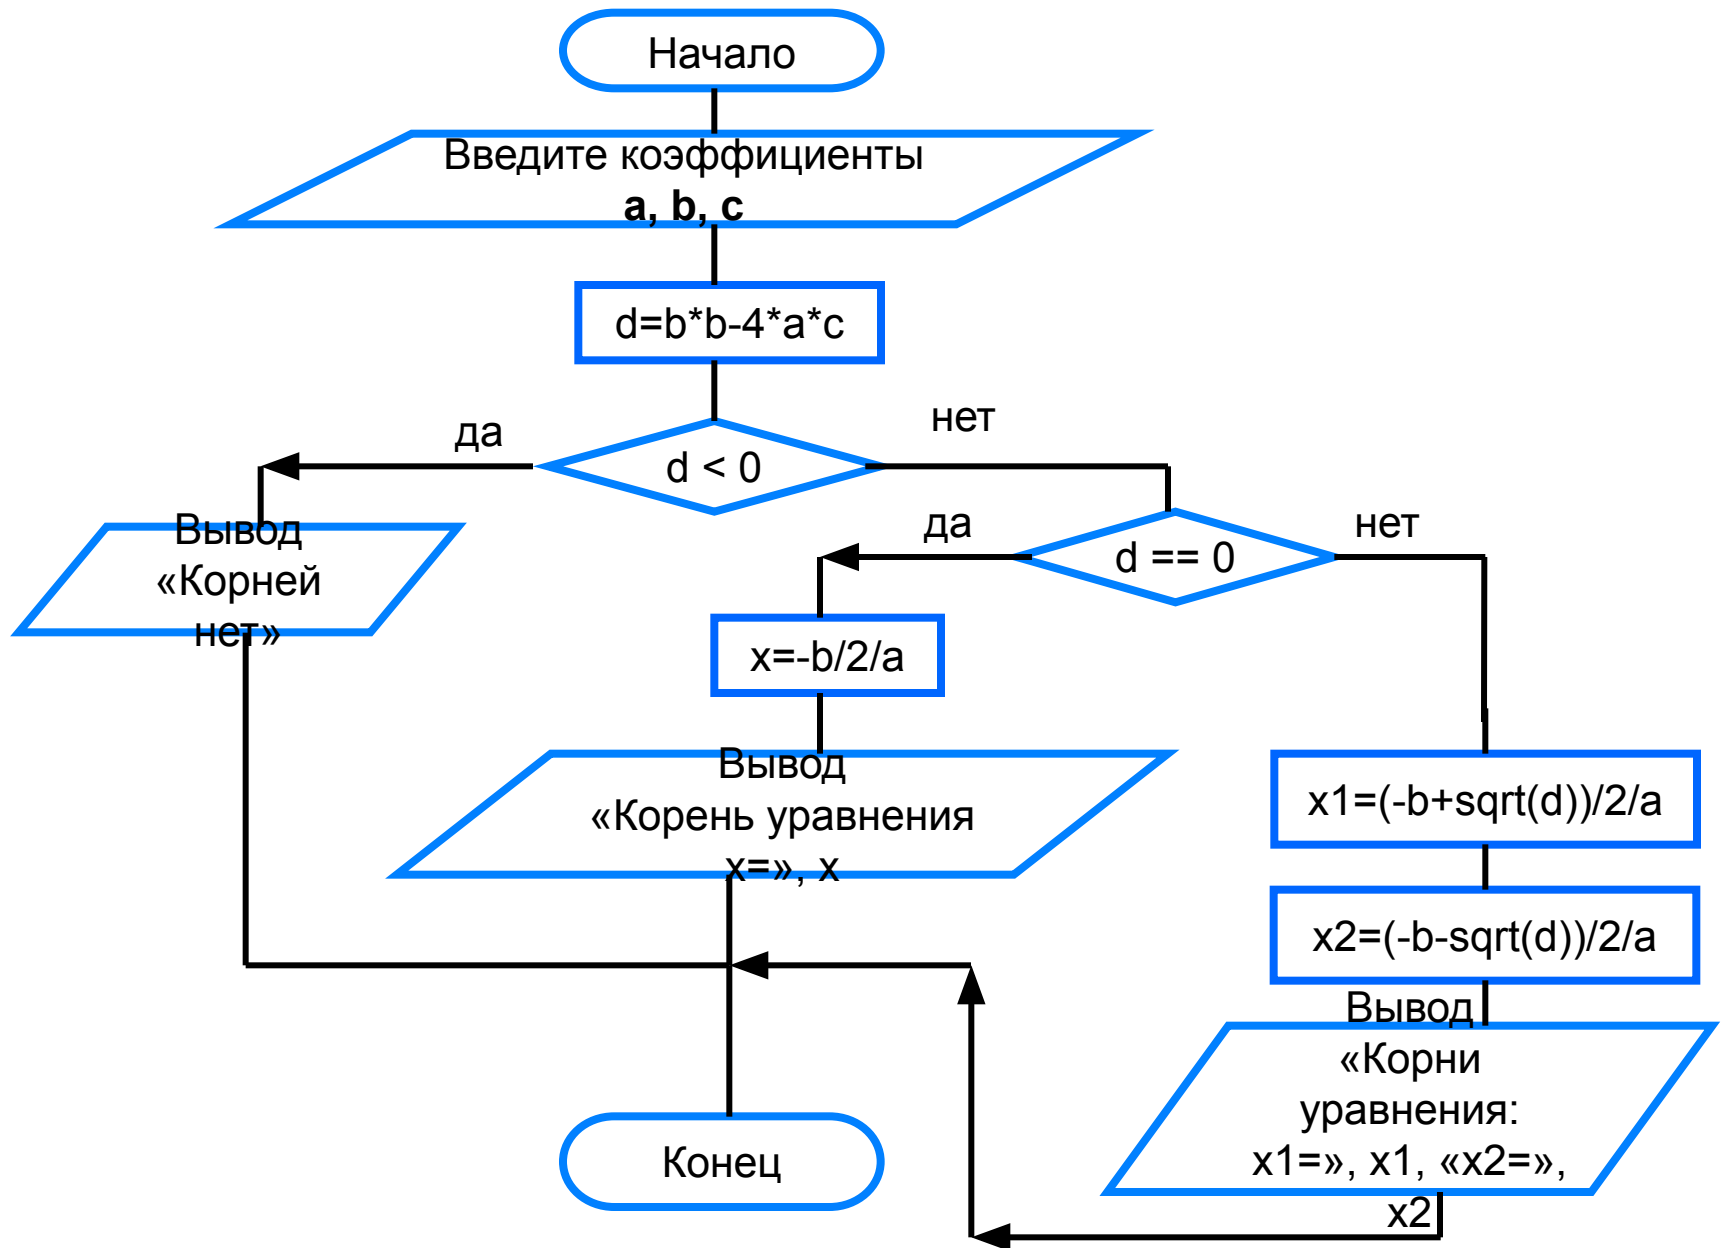 Начало
Введите коэффициенты
a, b, c
d=b*b-4*a*c
да
нет
d < 0
Вывод
«Корней
нет»
да
нет
d == 0
x=-b/2/a
Вывод
«Корень уравнения
x=», x
x1=(-b+sqrt(d))/2/a
x2=(-b-sqrt(d))/2/a
Вывод
«Корни
уравнения:
x1=», x1, «x2=»,
x2
Конец